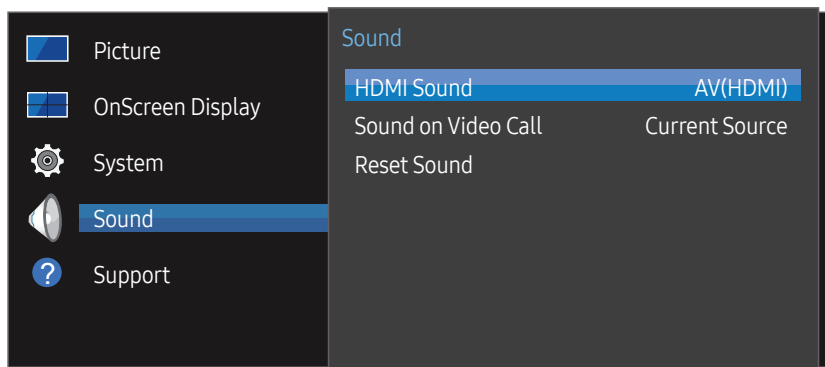 Picture
OnScreen Display
System
Sound
?
Support
Sound
HDMI Sound AV(HDMI)
Sound on Video Call Current Source
Reset Sound